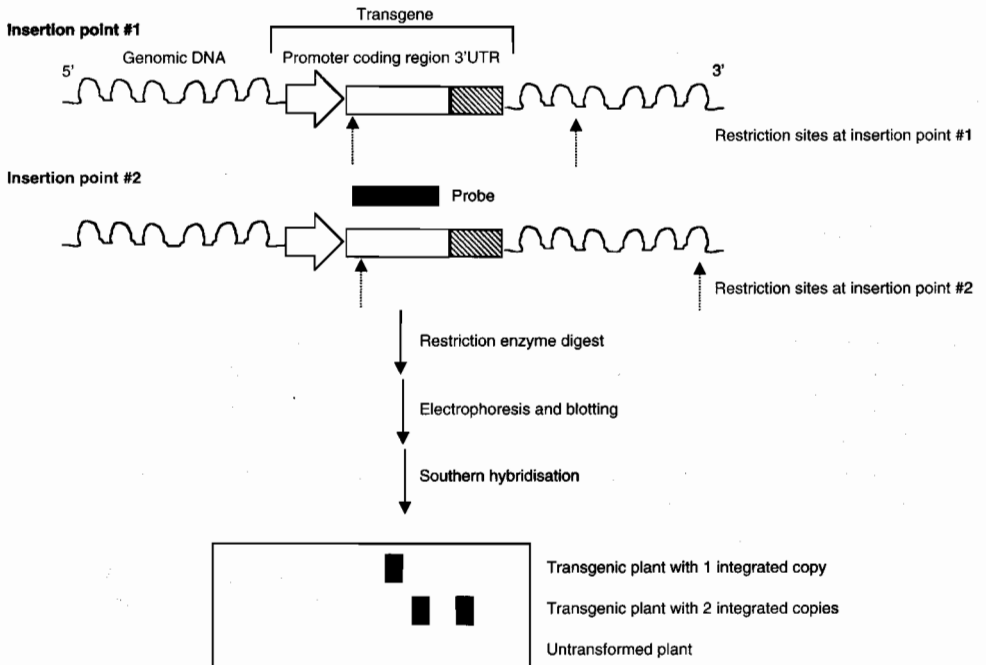 Transgene
Insertion point #1
Genomic DNA
Promoter coding region 3'UTR
5'
3'
Restriction sites at insertion point #1
Insertion point #2
Probe
Restriction sites at insertion point #2
Restriction enzyme digest
Electrophoresis and blotting
Southern hybridisation
Transgenic plant with 1 integrated copy
Transgenic plant with 2 integrated copies
Untransformed plant